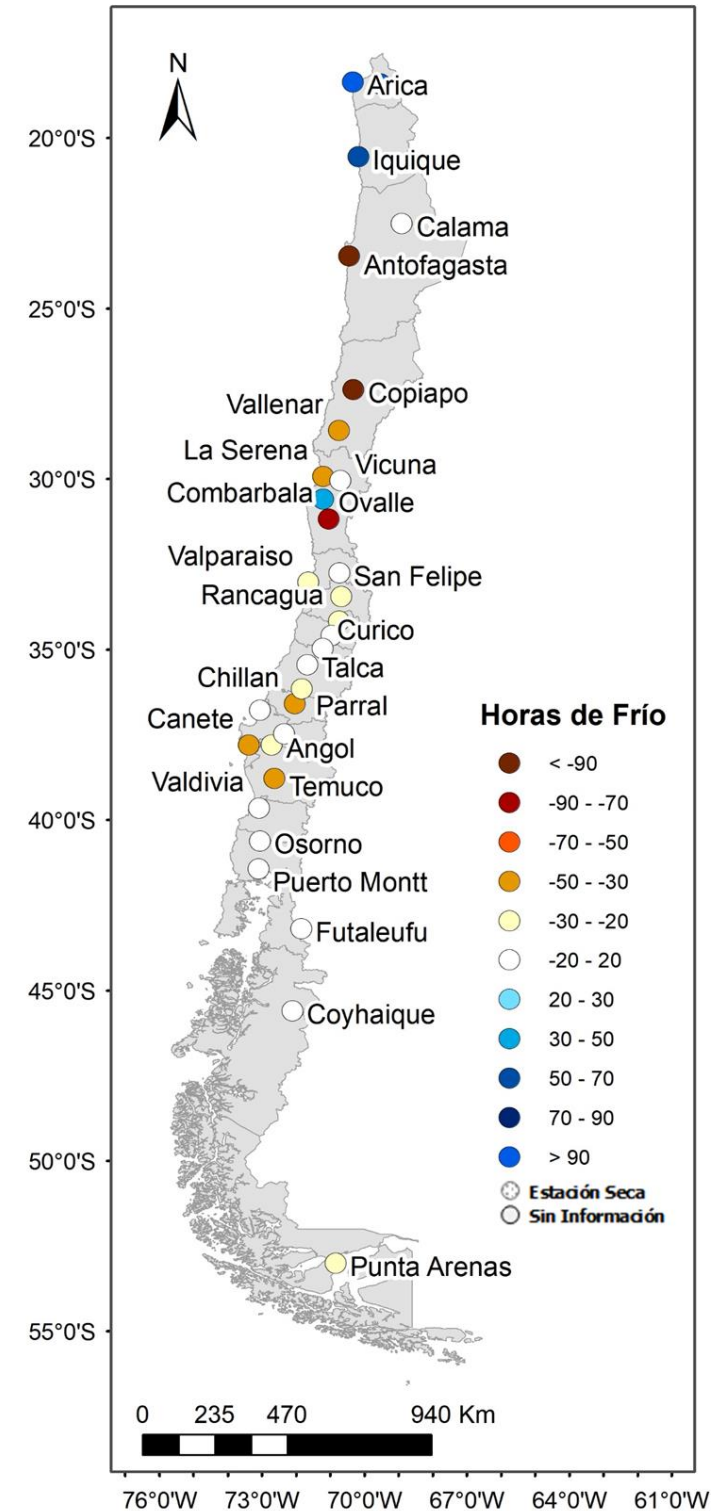 N
Arica
20°0'S
Iquique
Calama
Antofagasta
25°0'S
Copiapo
Vallenar
La Serena
Vicuna
30°0'S
Combarbala
Ovalle
Valparaiso
San Felipe
Rancagua
Curico
35°0'S
Talca
Chillan
Parral
Canete
Angol
Valdivia
Temuco
40°0'S
Osorno
Puerto Montt
Futaleufu
45°0'S
Coyhaique
50°0'S
Punta Arenas
55°0'S
Horas de Frío
< -90
-90 - -70
-70 - -50
-50 - -30
-30 - -20
-20 - 20
20 - 30
30 - 50
50 - 70
70 - 90
> 90
Estación Seca
Sin Información
0 235 470 940 Km
76°0'W 73°0'W 70°0'W 67°0'W 64°0'W 61°0'W